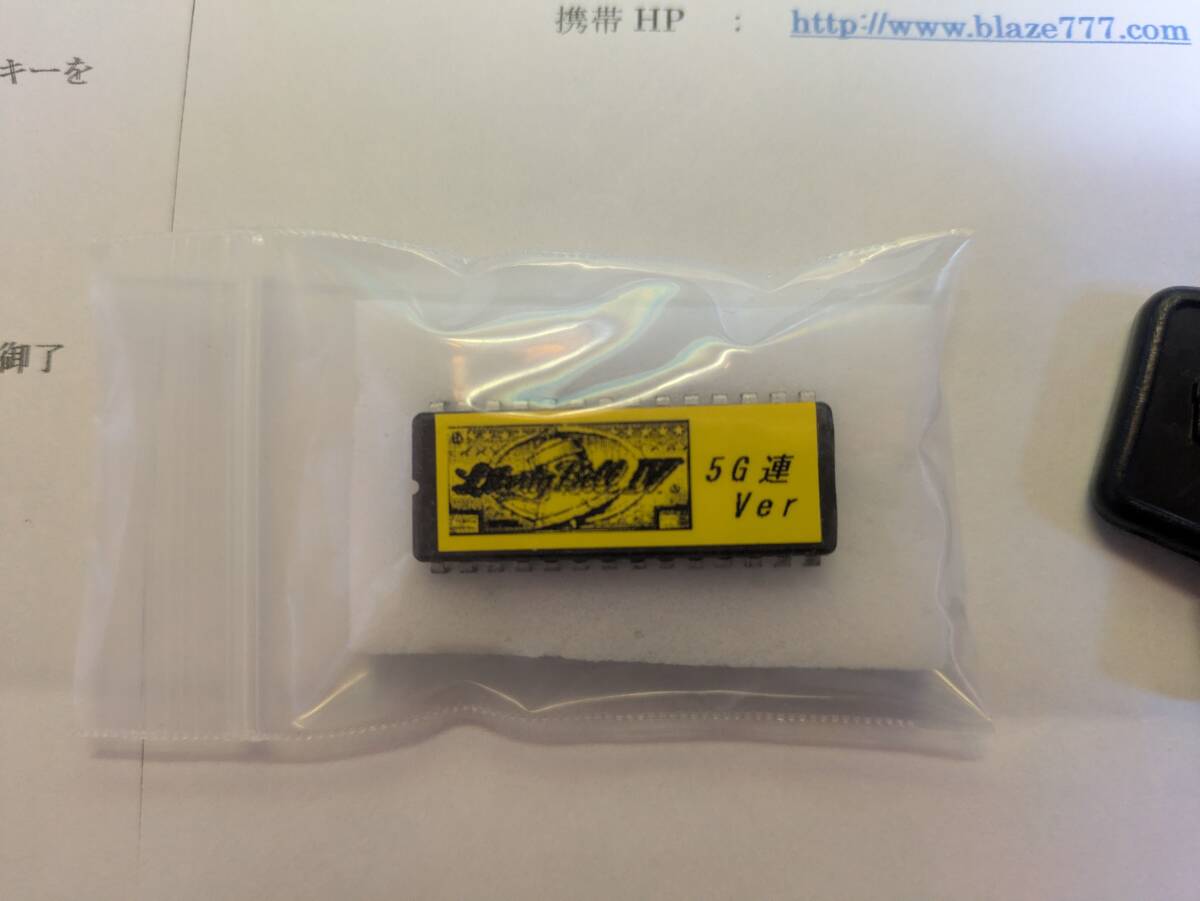 携帯 HP : http://www.blaze777.com
キーを
御了
Liberty Bell IV
5G連
Ver